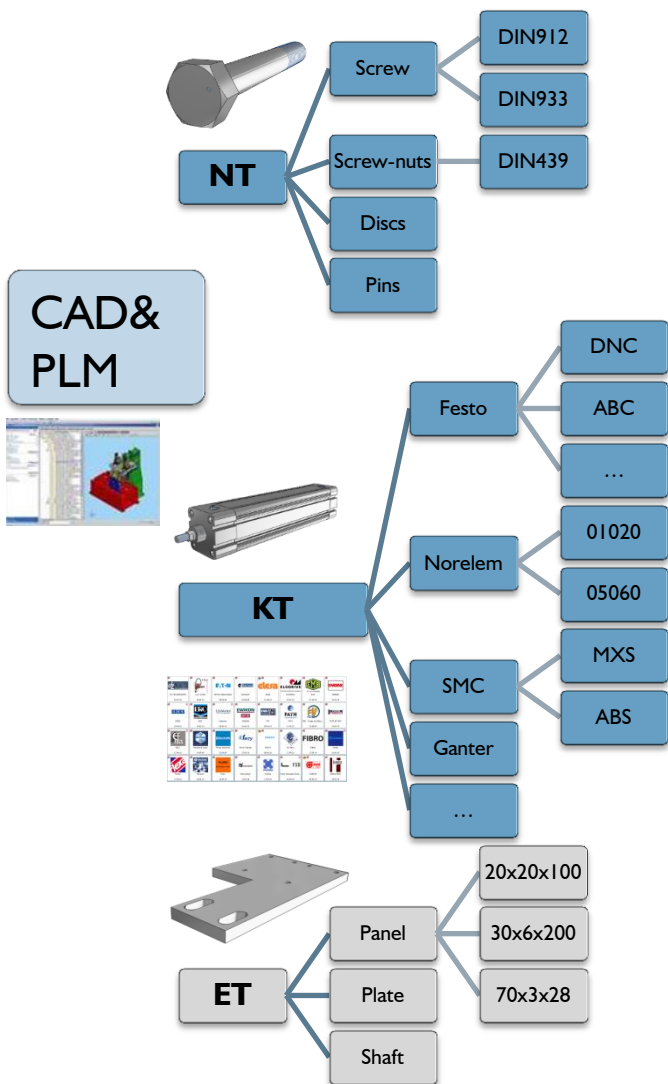 DIN912
Screw
DIN933
NT
Screw-nuts
DIN439
Discs
Pins
CAD&
PLM
DNC
Festo
ABC
...
01020
Norelem
05060
KT
MXS
SMC
ABS
Ganter
...
FIBRO
20x20x100
Panel
30x6x200
ET
Plate
70x3x28
Shaft